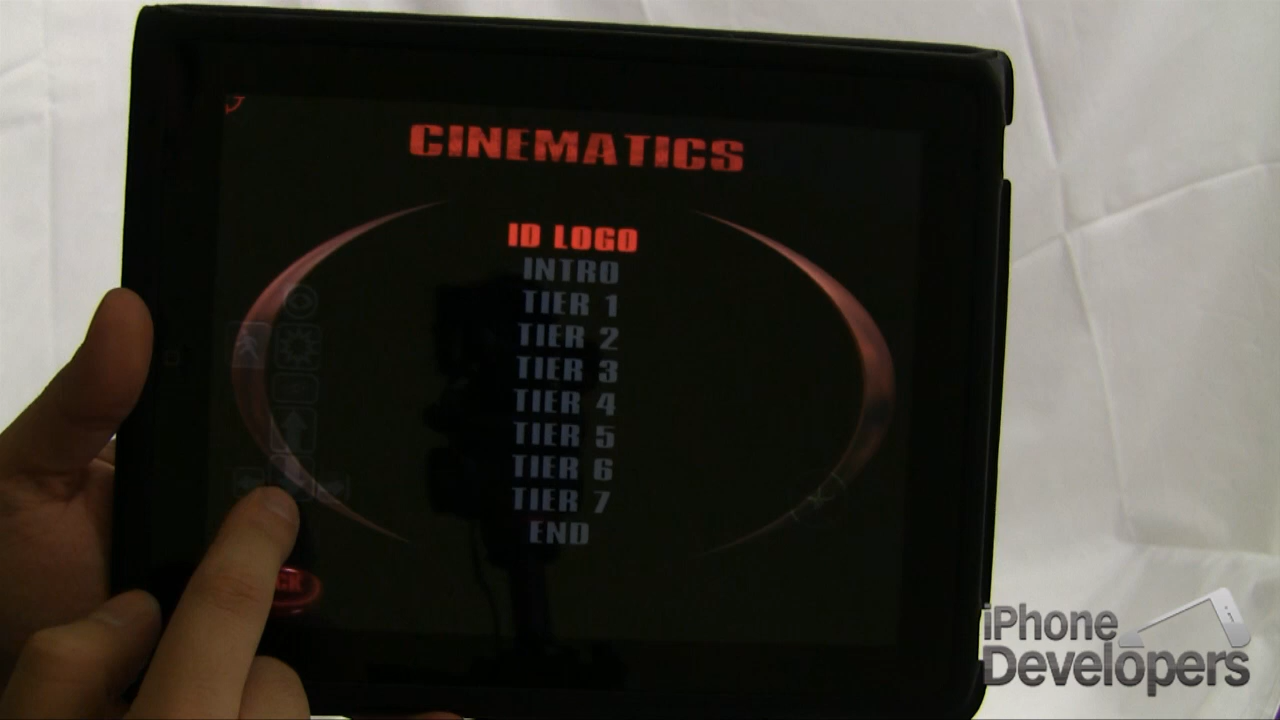 CINEMATICS
ID LOGO
INTRO
TIER 1
TIER 2
TIER 3
TIER 4
TIER 5
TIER 6
TIER 7
END
iPhone
Developers